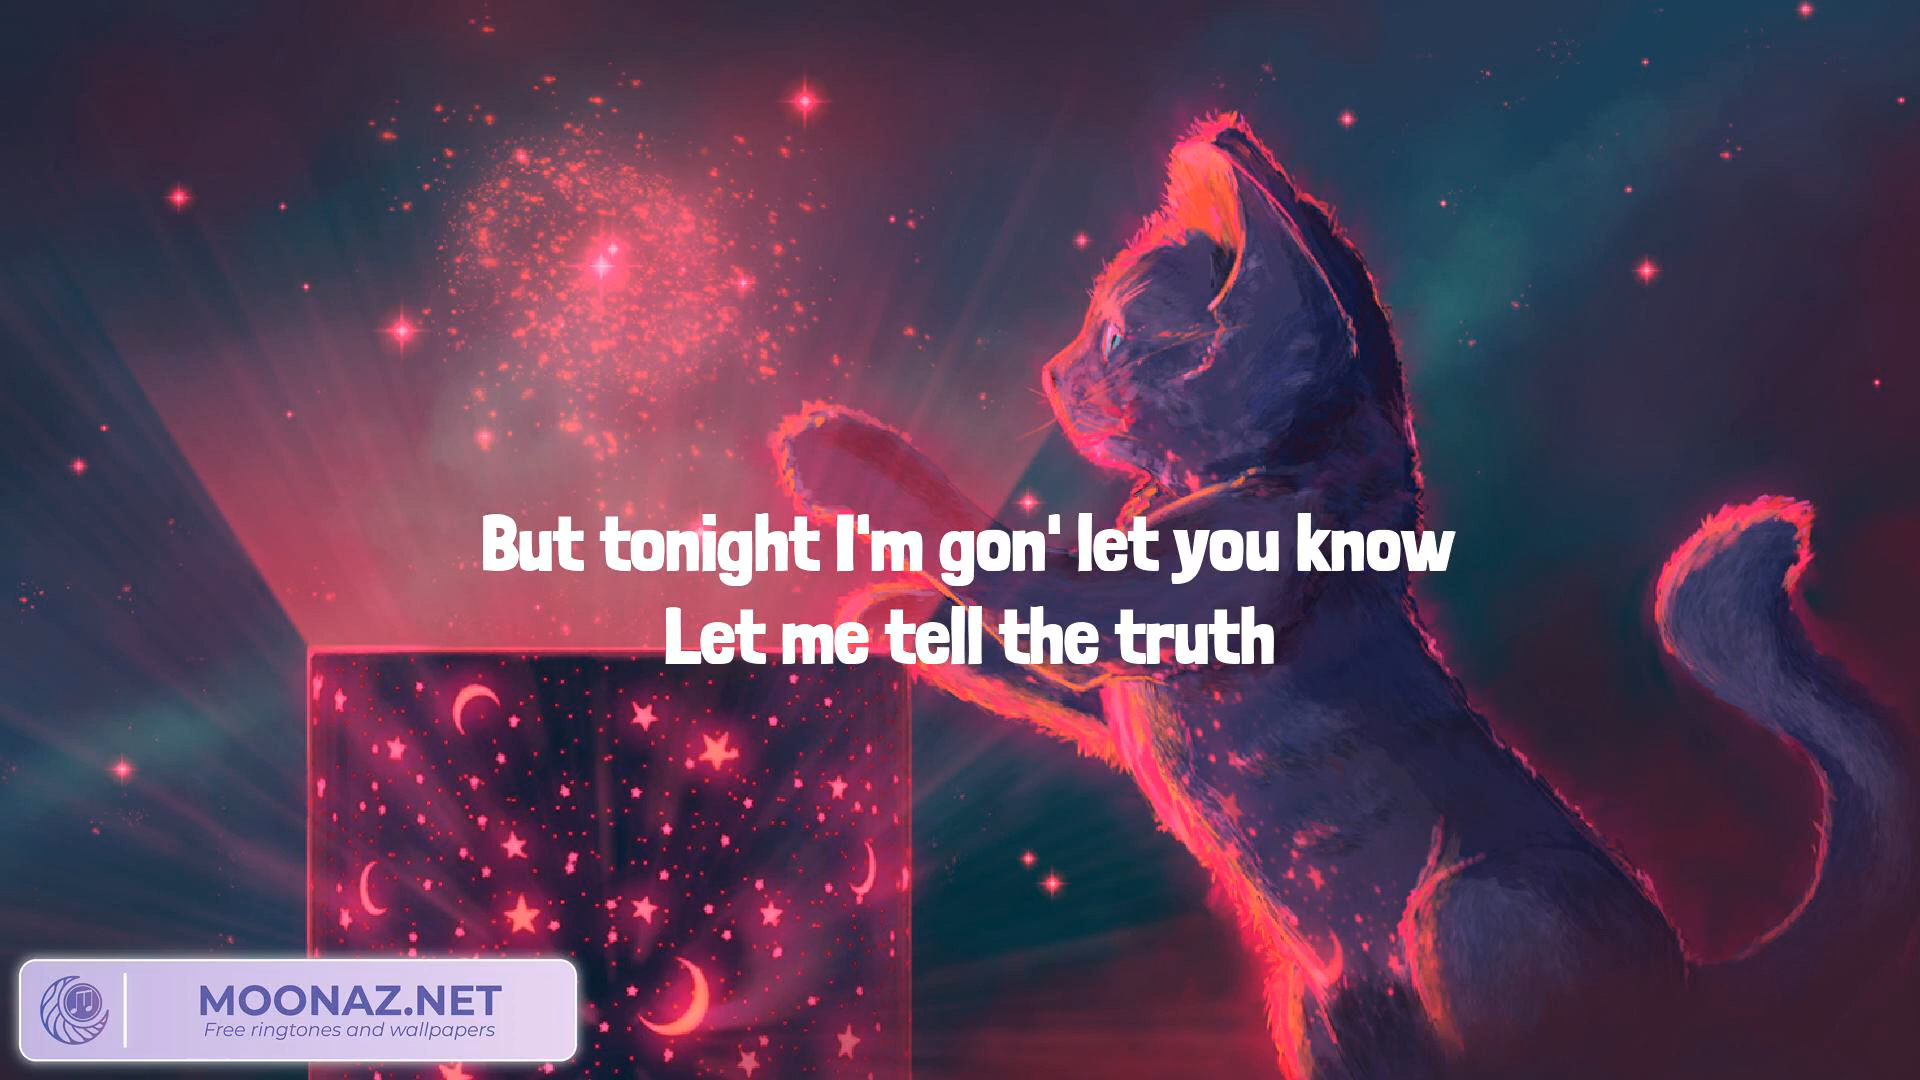 But tonight I'm gon' let you know
Let me tell the truth
MOONAZ.NET
Free ringtones and wallpapers